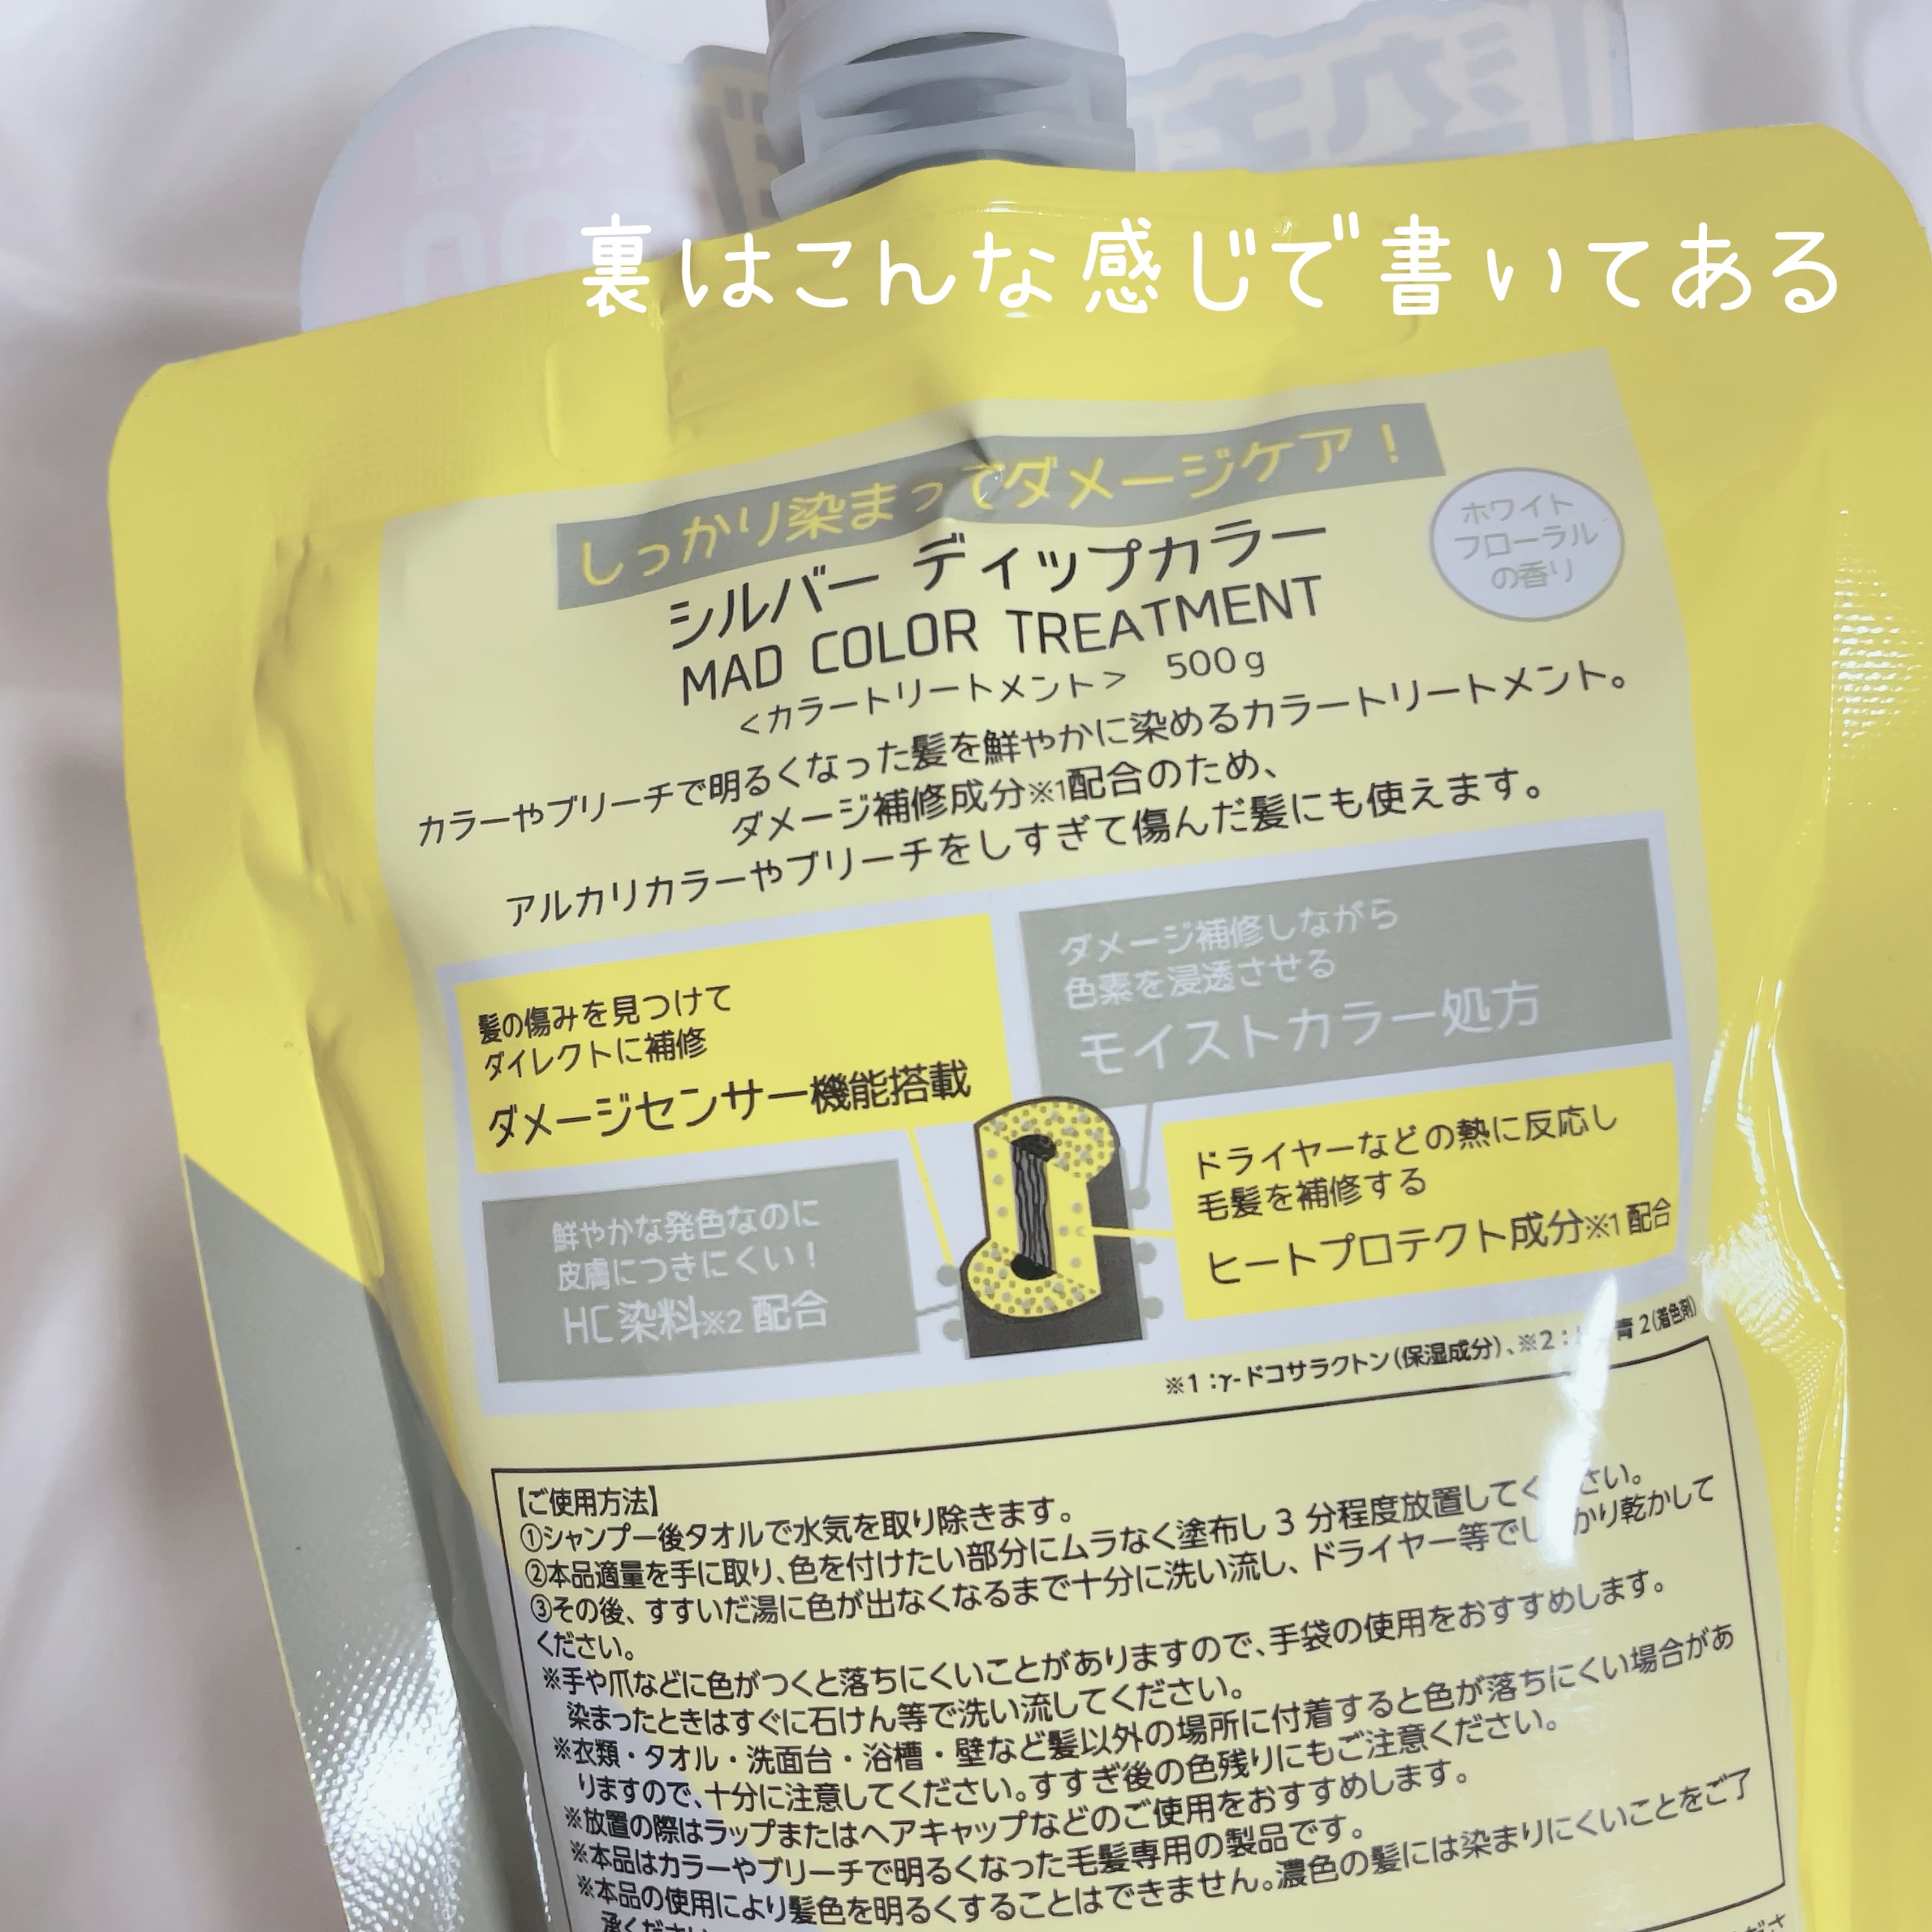 大容量
裏はこんな感じで書いてある
しっかり染まってダメージケア！
ホワイト
フローラル
の香り
シルバー ディップカラー
MAD COLOR TREATMENT
＜カラートリートメント＞ 500g
カラーやブリーチで明るくなった髪を鮮やかに染めるカラートリートメント。
ダメージ補修成分※1配合のため、
アルカリカラーやブリーチをしすぎて傷んだ髪にも使えます。
髪の傷みを見つけて
ダイレクトに補修
ダメージセンサー機能搭載
ダメージ補修しながら
色素を浸透させる
モイストカラー処方
鮮やかな発色なのに
皮膚につきにくい！
HC染料※2 配合
ドライヤーなどの熱に反応し
毛髪を補修する
ヒートプロテクト成分※1 配合
※1：γ-ドコサラクトン（保湿成分）、※2： 青2（着色剤）
【ご使用方法】
①シャンプー後タオルで水気を取り除きます。
②本品適量を手に取り、色を付けたい部分にムラなく塗布し 3 分程度放置してく さい。
③その後、すすいだ湯に色が出なくなるまで十分に洗い流し、ドライヤー等でし かり乾かして
ください。
※手や爪などに色がつくと落ちにくいことがありますので、手袋の使用をおすすめします。
染まったときはすぐに石けん等で洗い流してください。
※衣類・タオル・洗面台・浴槽・壁など髪以外の場所に付着すると色が落ちにくい場合があ
りますので、十分に注意してください。すすぎ後の色残りにもご注意ください。
※放置の際はラップまたはヘアキャップなどのご使用をおすすめします。
※本品はカラーやブリーチで明るくなった毛髪専用の製品です。
※本品の使用により髪色を明るくすることはできません。濃色の髪には染まりにくいことをご了
承ください